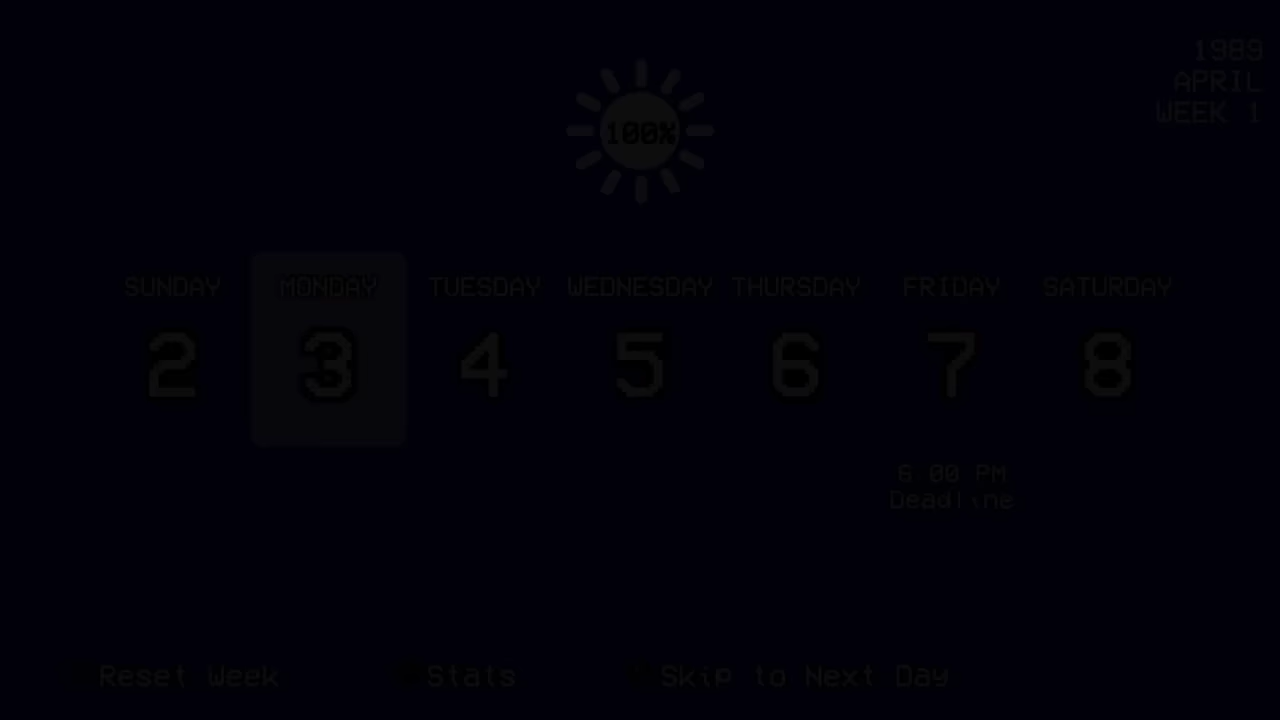 1989
APRIL
WEEK 1
100%
SUNDAY MONDAY TUESDAY WEDNESDAY THURSDAY FRIDAY SATURDAY
2 3 4 5 6 7 8
6:00 PM
Deadline
Reset Week Stats Skip to Next Day